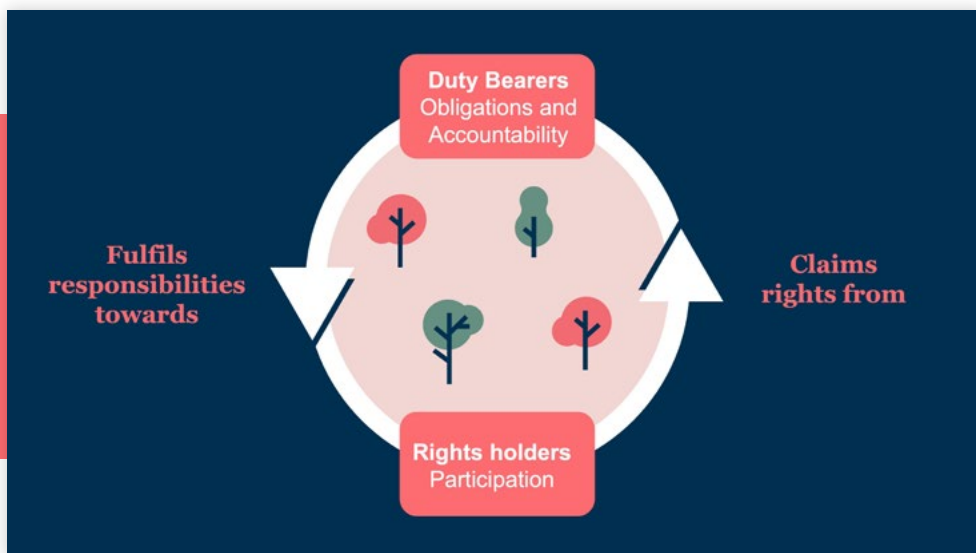 Duty Bearers
Obligations and
Accountability
Fulfils
responsibilities
towards
Claims
rights from
Rights holders
Participation